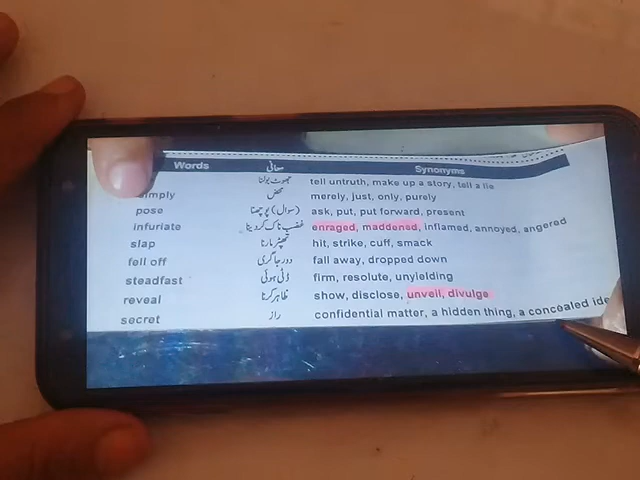 Words معانی Synonyms
جھوٹ بولنا tell untruth, make up a story, tell a lie
simply محض merely, just, only, purely
pose (سوال) پوچھنا ask, put, put forward, present
infuriate غضب ناک کر دینا enraged, maddened, inflamed, annoyed, angered
slap تھپڑ مارنا hit, strike, cuff, smack
fell off دور جا گری fall away, dropped down
steadfast ڈٹی ہوئی firm, resolute, unyielding
reveal ظاہر کرنا show, disclose, unveil, divulge
secret راز confidential matter, a hidden thing, a concealed ide